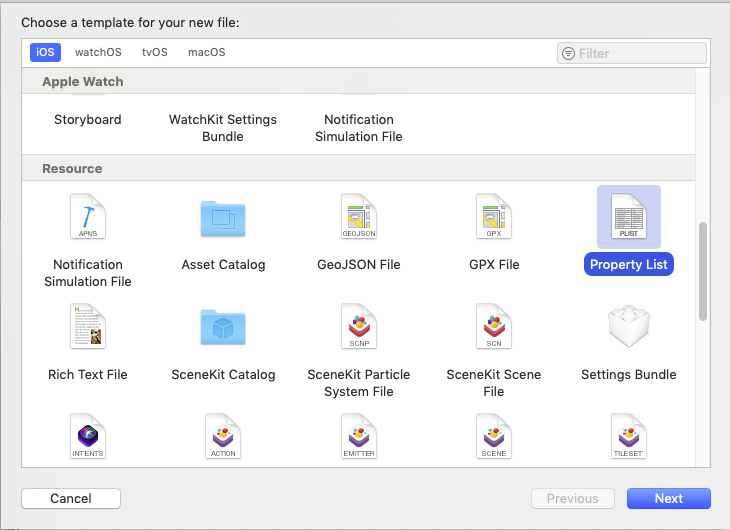 Choose a template for your new file:
iOS watchOS tvOS macOS Filter
Apple Watch
Storyboard WatchKit Settings Notification
Bundle Simulation File
Resource
APNS GEOJSON GPX PLIST
Notification Asset Catalog GeoJSON File GPX File Property List
Simulation File
SCNP SCN
Rich Text File SceneKit Catalog SceneKit Particle SceneKit Scene Settings Bundle
System File File
INTENTS ACTION EMITTER SCENE TILESET
Cancel Previous Next